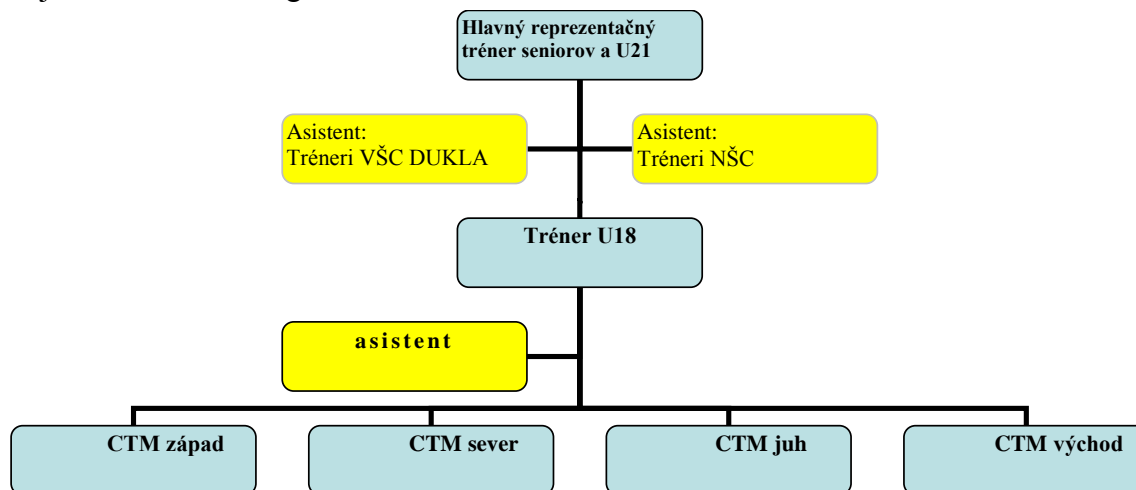 Hlavný reprezentačný
tréner seniorov a U21
Asistent:
Tréneri VŠC DUKLA
Asistent:
Tréneri NŠC
Tréner U18
asistent
CTM západ
CTM sever
CTM juh
CTM východ